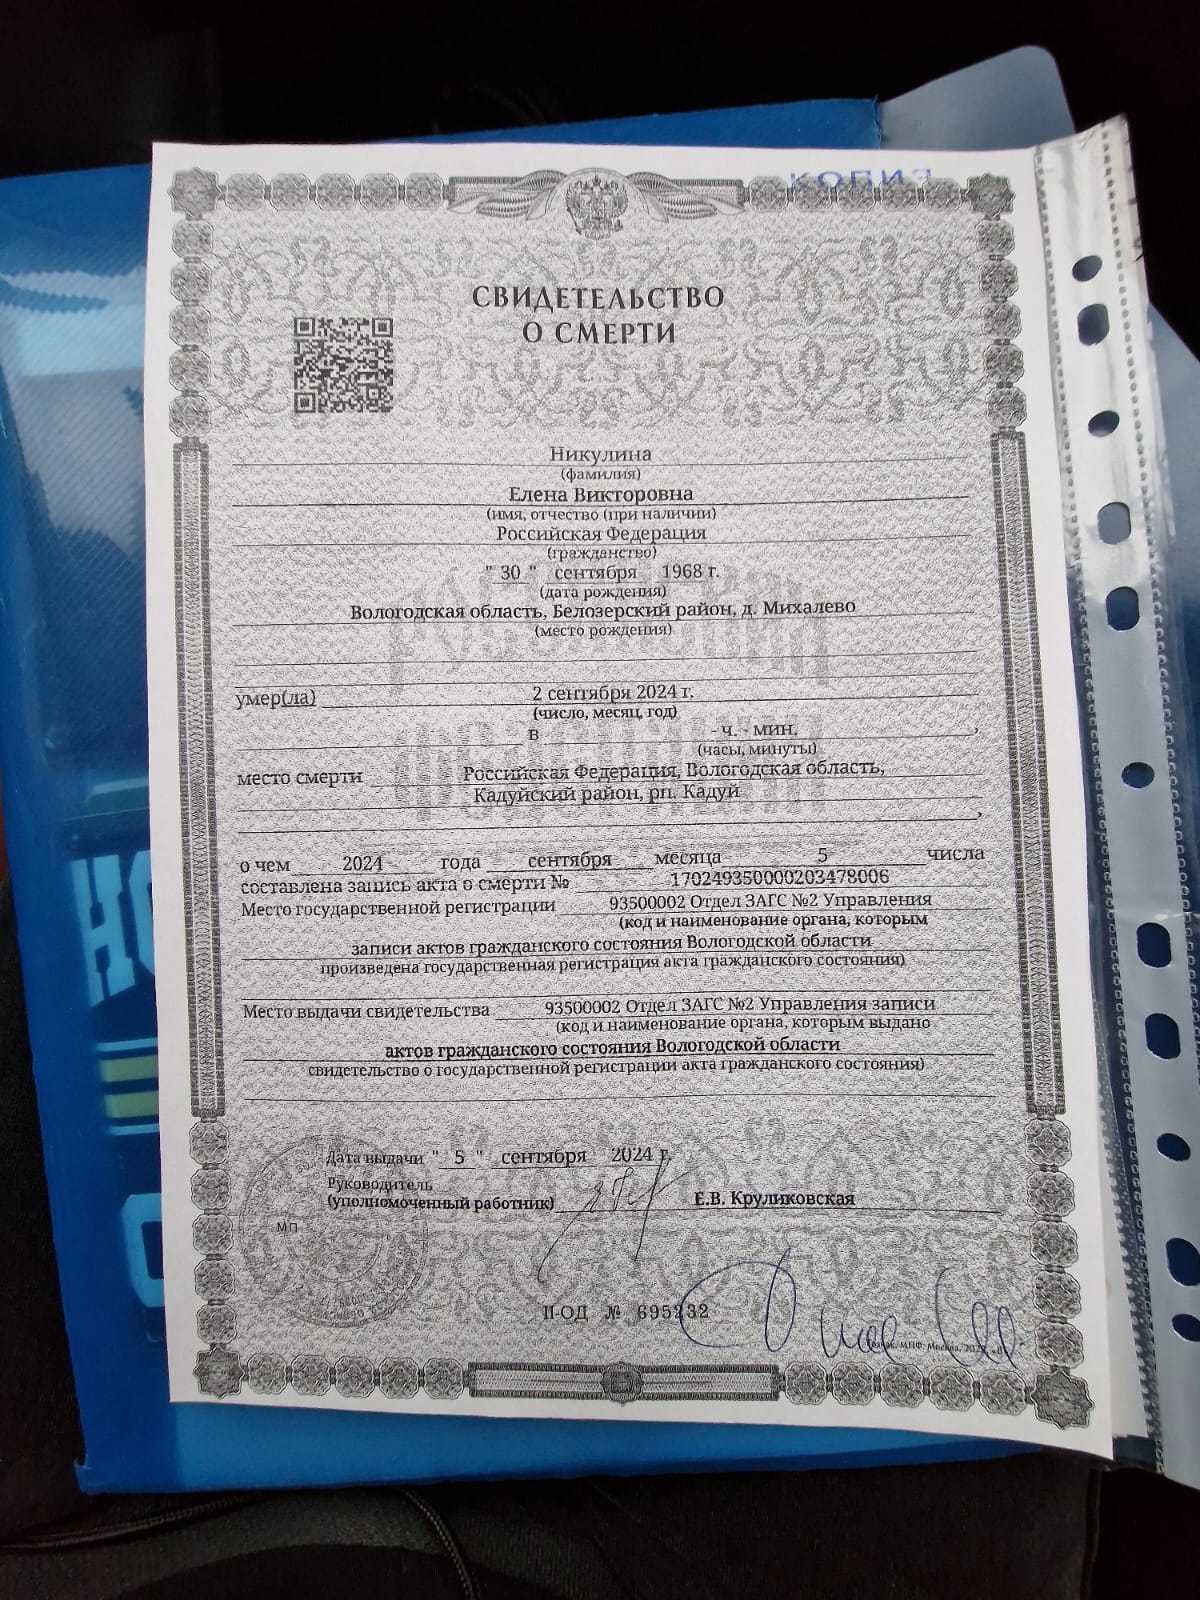 КОПИЯ
СВИДЕТЕЛЬСТВО
О СМЕРТИ
Никулина
(фамилия)
Елена Викторовна
(имя, отчество (при наличии)
Российская Федерация
(гражданство)
" 30 " сентября 1968 г.
(дата рождения)
Вологодская область, Белозерский район, д. Михалево
(место рождения)
умер(ла) 2 сентября 2024 г.
(число, месяц, год)
в - ч. - мин.
(часы, минуты)
место смерти Российская Федерация, Вологодская область,
Кадуйский район, рп. Кадуй
о чем 2024 года сентября месяца 5 числа
составлена запись акта о смерти № 170249350000203478006
Место государственной регистрации 93500002 Отдел ЗАГС №2 Управления
(код и наименование органа, которым
записи актов гражданского состояния Вологодской области
произведена государственная регистрация акта гражданского состояния)
Место выдачи свидетельства 93500002 Отдел ЗАГС №2 Управления записи
(код и наименование органа, которым выдано
актов гражданского состояния Вологодской области
свидетельство о государственной регистрации акта гражданского состояния)
Дата выдачи " 5 " сентября 2024 г.
Руководитель
(уполномоченный работник) Е.В. Круликовская
МП
II-ОД № 695232
МПФ. Москва,